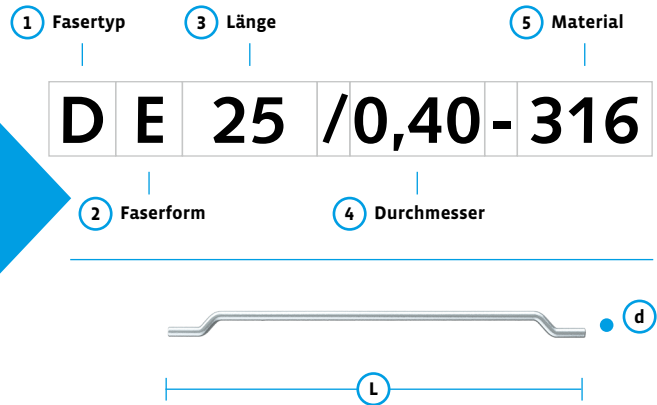 1 Fasertyp
3 Länge
5 Material
D E 25 /0,40-316
2 Faserform
4 Durchmesser
d
L